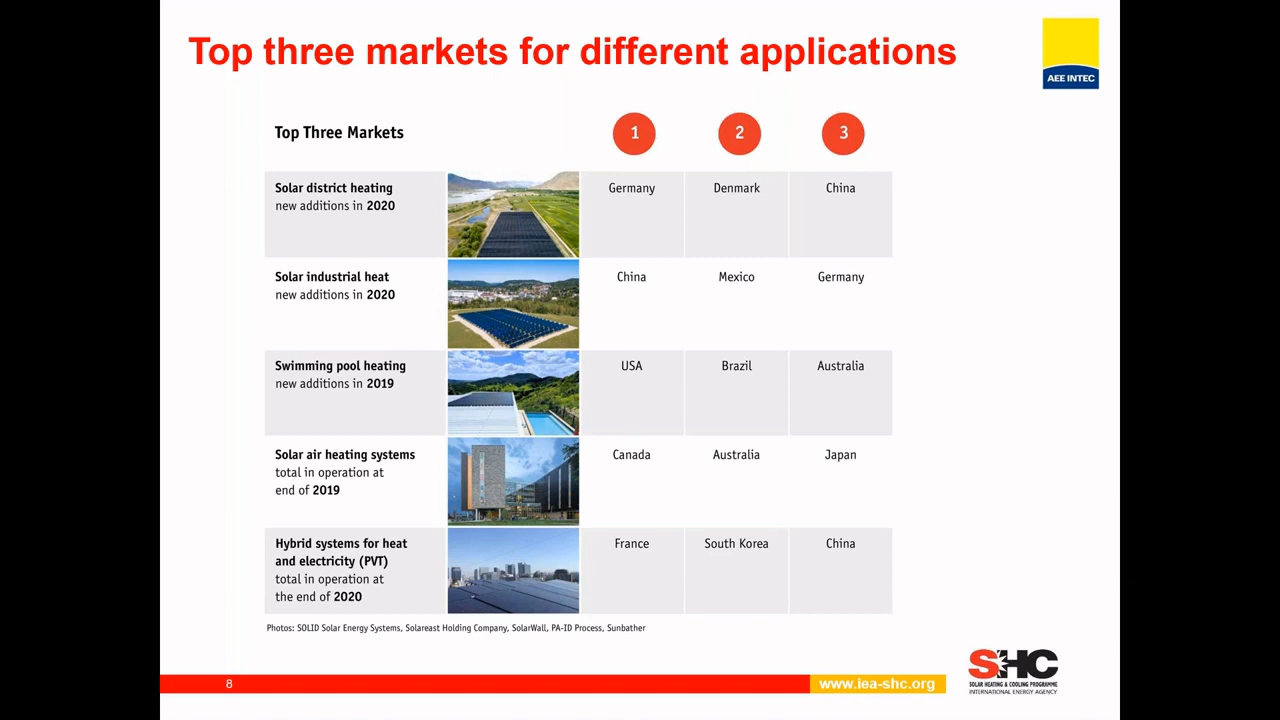 Top three markets for different applications
AEE INTEC
Top Three Markets
1
2
3
Solar district heating
new additions in 2020
Germany
Denmark
China
Solar industrial heat
new additions in 2020
China
Mexico
Germany
Swimming pool heating
new additions in 2019
USA
Brazil
Australia
Solar air heating systems
total in operation at
end of 2019
Canada
Australia
Japan
Hybrid systems for heat
and electricity (PVT)
total in operation at
the end of 2020
France
South Korea
China
Photos: SOLID Solar Energy Systems, Solareast Holding Company, SolarWall, PA-ID Process, Sunbather
8
www.iea-shc.org
SHC
SOLAR HEATING & COOLING PROGRAMME
INTERNATIONAL ENERGY AGENCY